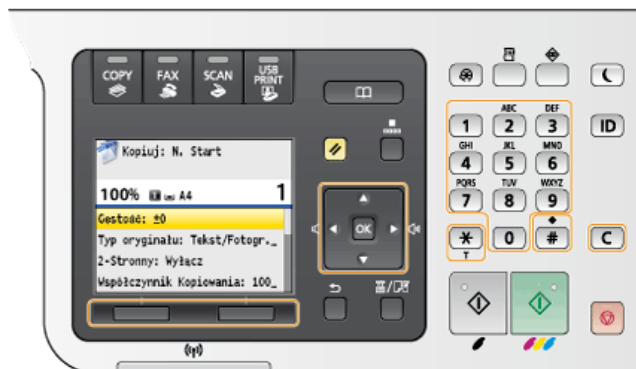 COPY FAX SCAN USB PRINT
Kopiuj: N. Start
100% A4 1
Gęstość: ±0
Typ oryginału: Tekst/Fotogr._
2-Stronny: Wyłącz
Współczynnik Kopiowania: 100_
OK
ABC DEF
1 2 3 ID
GHI JKL MNO
4 5 6
PQRS TUV WXYZ
7 8 9
* 0 # C
T